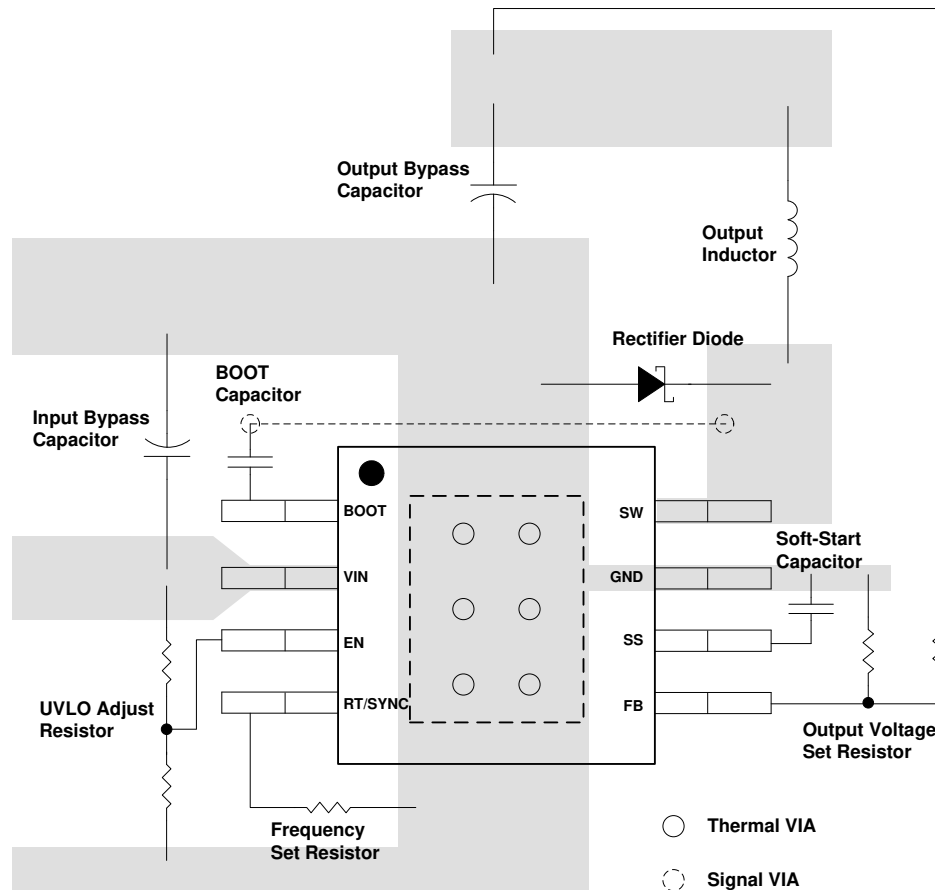 Output Bypass
Capacitor
Output
Inductor
Rectifier Diode
BOOT
Capacitor
Input Bypass
Capacitor
BOOT
SW
Soft-Start
Capacitor
VIN
GND
EN
SS
UVLO Adjust
Resistor
RT/SYNC
FB
Output Voltage
Set Resistor
Frequency
Set Resistor
Thermal VIA
Signal VIA